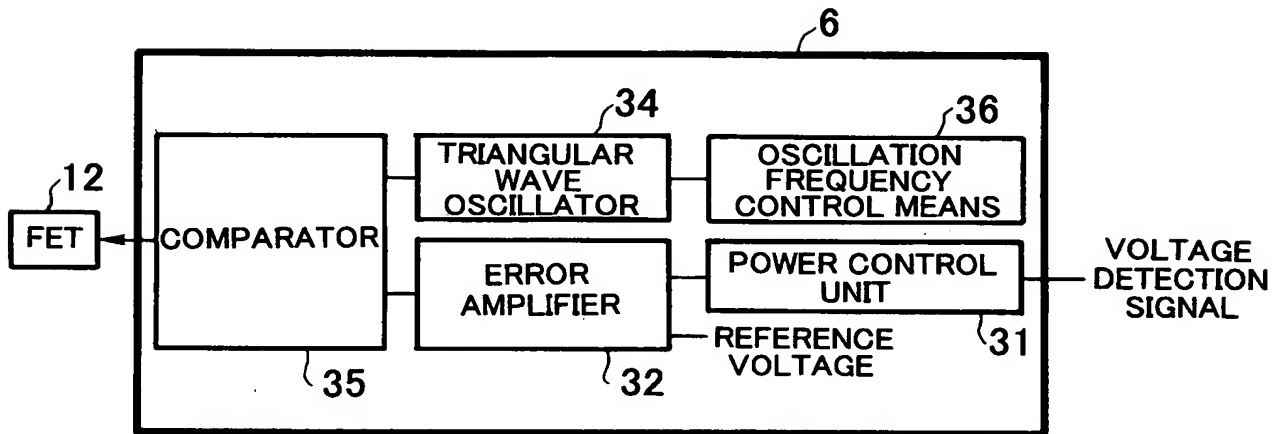 6
34
36
12
TRIANGULAR
WAVE
OSCILLATOR
OSCILLATION
FREQUENCY
CONTROL MEANS
FET
COMPARATOR
ERROR
AMPLIFIER
POWER CONTROL
UNIT
VOLTAGE
DETECTION
SIGNAL
REFERENCE
VOLTAGE
31
35
32